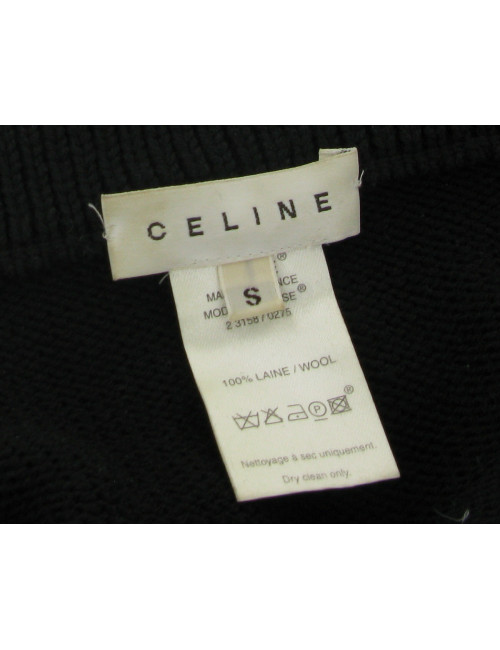 CELINE
S
2 3158 / 0275
100% LAINE / WOOL
Nettoyage à sec uniquement.
Dry clean only.